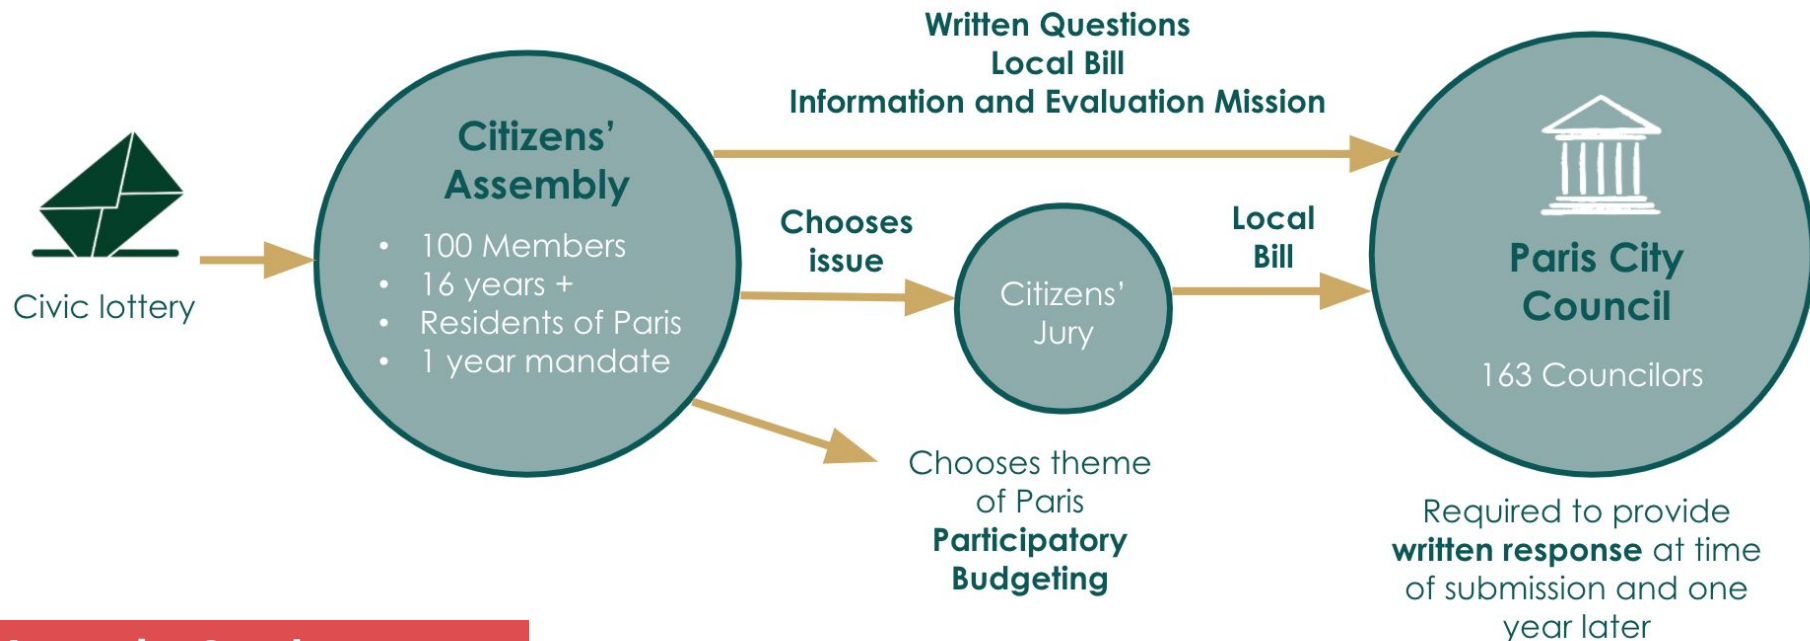 Written Questions
Local Bill
Information and Evaluation Mission
Civic lottery
Citizens’
Assembly
• 100 Members
• 16 years +
• Residents of Paris
• 1 year mandate
Chooses
issue
Citizens’
Jury
Local
Bill
Paris City
Council
163 Councilors
Chooses theme
of Paris
Participatory
Budgeting
Required to provide
written response at time
of submission and one
year later